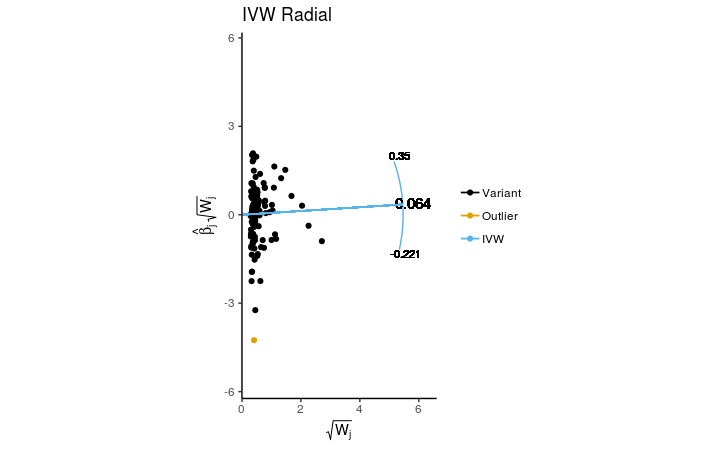 IVW Radial
6
3
0
-3
-6
β̂j√Wj
0.35
0.064
-0.221
0
2
4
6
√Wj
Variant
Outlier
IVW